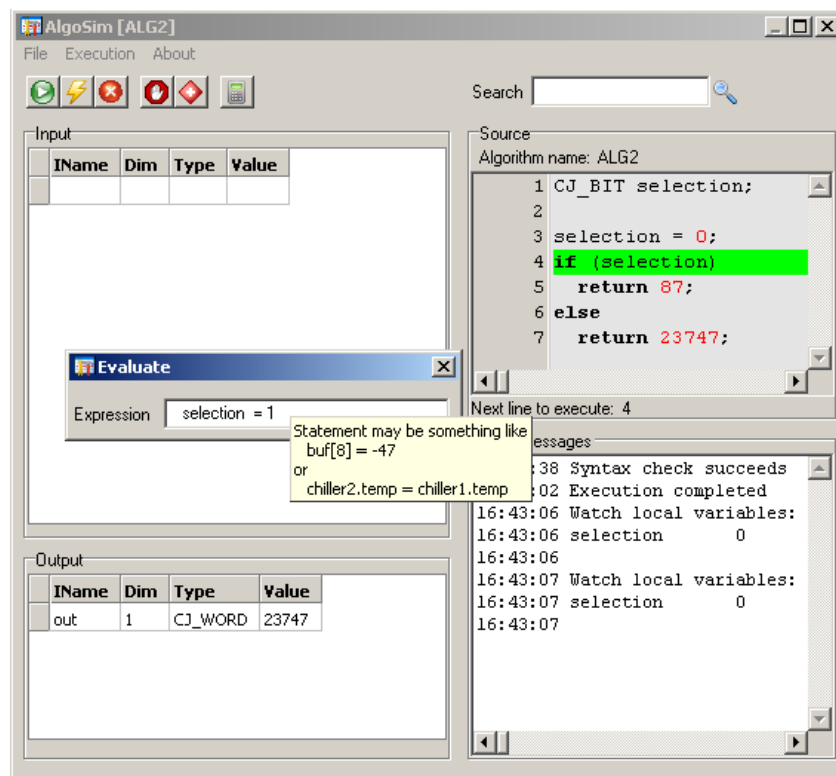 AlgoSim [ALG2]
File Execution About
Search
Input
IName Dim Type Value
Source
Algorithm name: ALG2
1 CJ_BIT selection;
2
3 selection = 0;
4 if (selection)
5 return 87;
6 else
7 return 23747;
Next line to execute: 4
Evaluate
Expression selection = 1
Statement may be something like
buf[8] = -47
or
chiller2.temp = chiller1.temp
essages
38 Syntax check succeeds
02 Execution completed
16:43:06 Watch local variables:
16:43:06 selection 0
16:43:06
16:43:07 Watch local variables:
16:43:07 selection 0
16:43:07
Output
IName Dim Type Value
out 1 CJ_WORD 23747